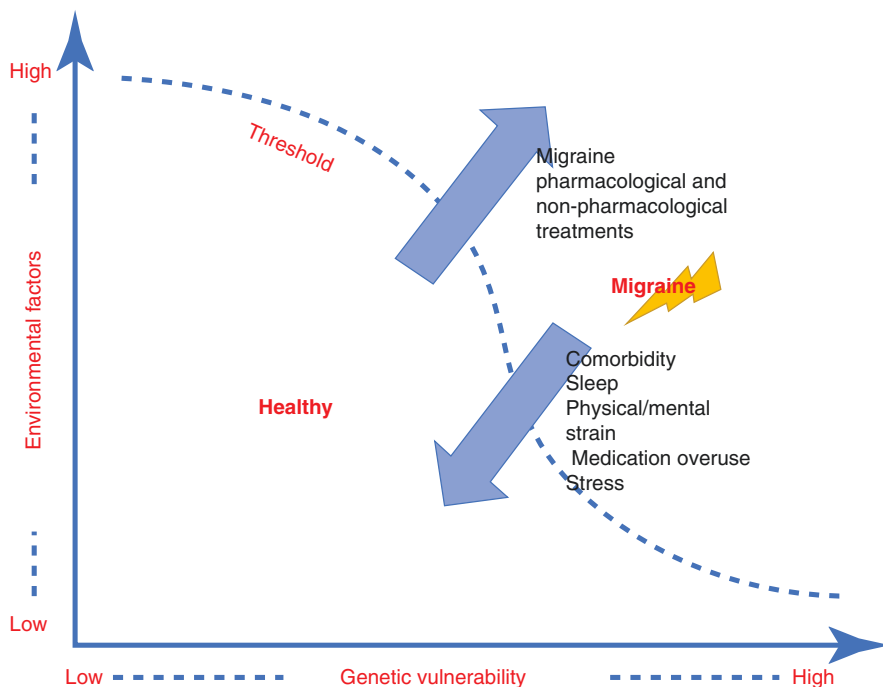 High
Threshold
Migraine
pharmacological and
non-pharmacological
treatments
Migraine
Environmental factors
Healthy
Comorbidity
Sleep
Physical/mental
strain
Medication overuse
Stress
Low
Low
Genetic vulnerability
High